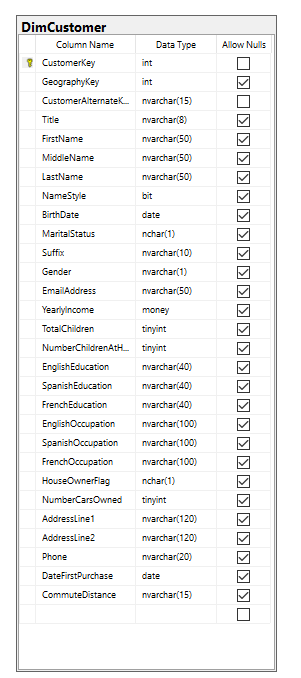 DimCustomer
Column Name Data Type Allow Nulls
CustomerKey int
GeographyKey int
CustomerAlternateK... nvarchar(15)
Title nvarchar(8)
FirstName nvarchar(50)
MiddleName nvarchar(50)
LastName nvarchar(50)
NameStyle bit
BirthDate date
MaritalStatus nchar(1)
Suffix nvarchar(10)
Gender nvarchar(1)
EmailAddress nvarchar(50)
YearlyIncome money
TotalChildren tinyint
NumberChildrenAtH... tinyint
EnglishEducation nvarchar(40)
SpanishEducation nvarchar(40)
FrenchEducation nvarchar(40)
EnglishOccupation nvarchar(100)
SpanishOccupation nvarchar(100)
FrenchOccupation nvarchar(100)
HouseOwnerFlag nchar(1)
NumberCarsOwned tinyint
AddressLine1 nvarchar(120)
AddressLine2 nvarchar(120)
Phone nvarchar(20)
DateFirstPurchase date
CommuteDistance nvarchar(15)